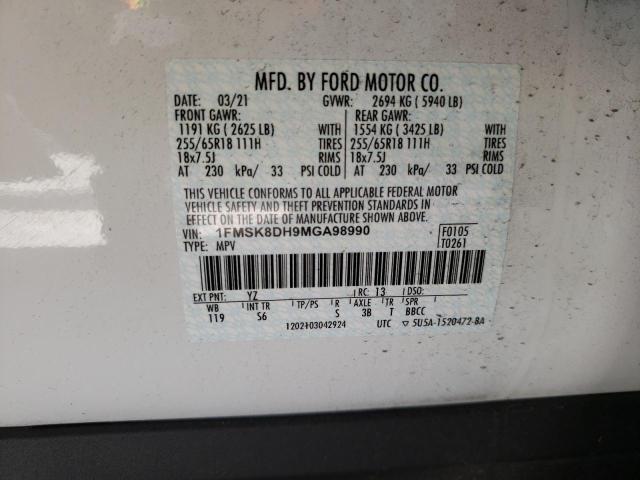 MFD. BY FORD MOTOR CO.
DATE: 03/21 GVWR: 2694 KG ( 5940 LB)
FRONT GAWR: REAR GAWR:
1191 KG ( 2625 LB) WITH 1554 KG ( 3425 LB) WITH
255/65R18 111H TIRES 255/65R18 111H TIRES
18x7.5J RIMS 18x7.5J RIMS
AT 230 kPa/ 33 PSI COLD AT 230 kPa/ 33 PSI COLD
THIS VEHICLE CONFORMS TO ALL APPLICABLE FEDERAL MOTOR
VEHICLE SAFETY AND THEFT PREVENTION STANDARDS IN
EFFECT ON THE DATE OF MANUFACTURE SHOWN ABOVE.
VIN: 1FMSK8DH9MGA98990 F0105
TYPE: MPV T0261
EXT PNT: YZ RC: 13 DSO:
WB INT TR TP/PS R AXLE TR SPR
119 S6 S 3B T BBCC
1202103042924 UTC ▽ 5U5A-1520472-BA